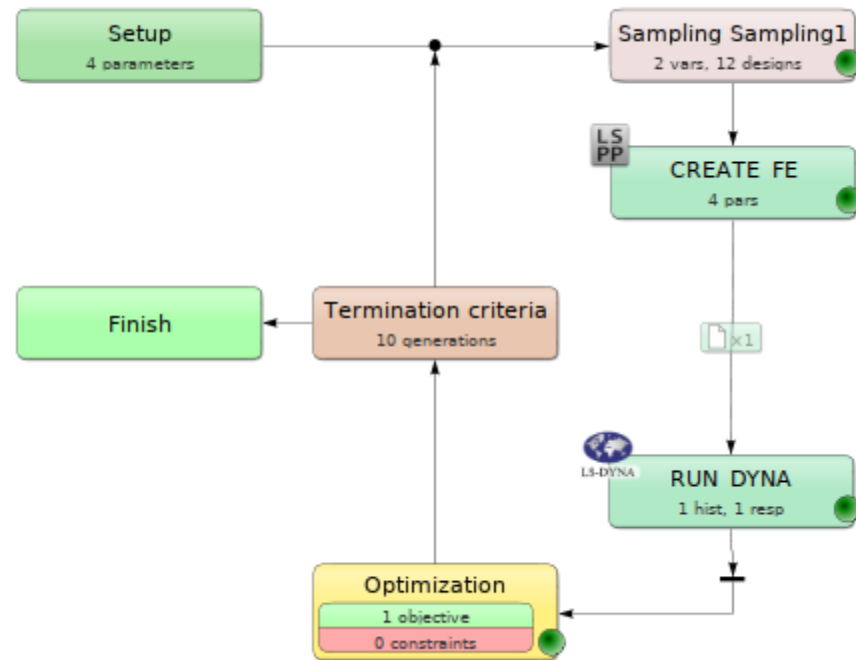 Setup
4 parameters
Sampling Sampling1
2 vars, 12 designs
LS
PP
CREATE FE
4 pars
Finish
Termination criteria
10 generations
×1
LS-DYNA
RUN DYNA
1 hist, 1 resp
Optimization
1 objective
0 constraints